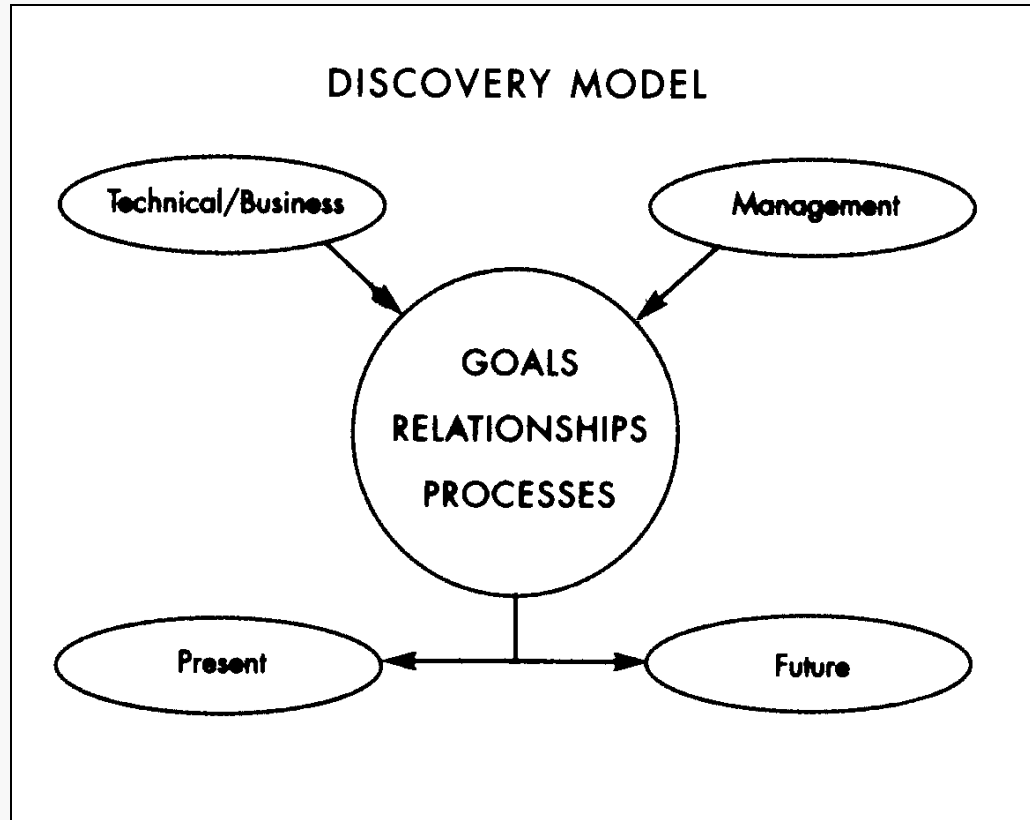 DISCOVERY MODEL
Technical/Business
Management
GOALS
RELATIONSHIPS
PROCESSES
Present
Future